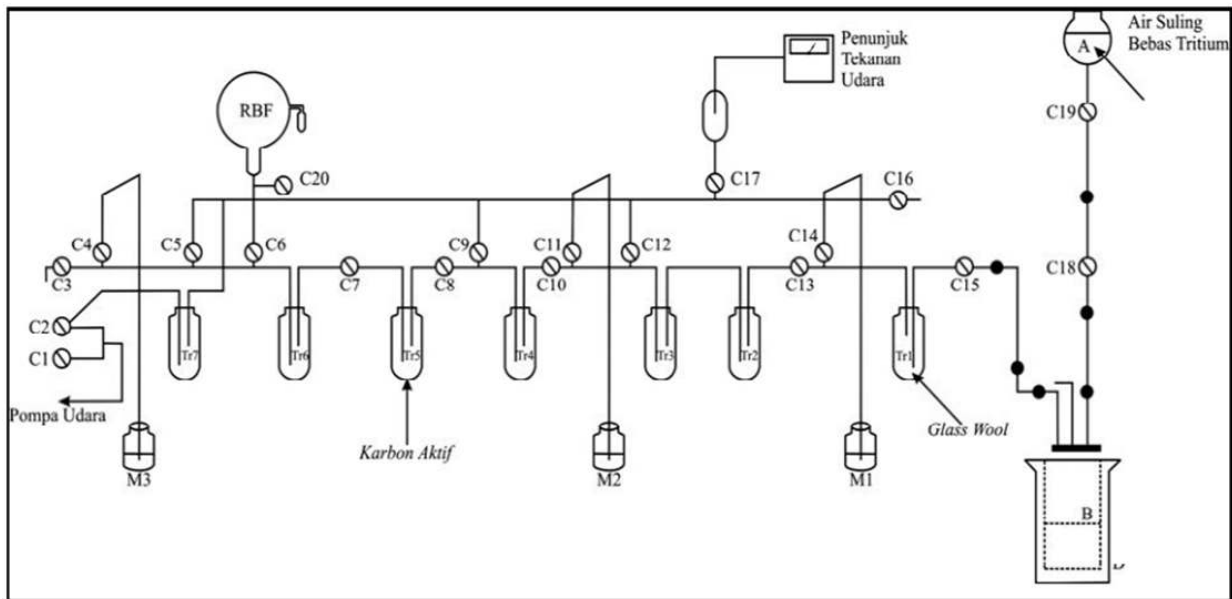 Air Suling
Bebas Tritium
A
Penunjuk
Tekanan
Udara
RBF
C19
C20
C17
C16
C4
C5
C6
C9
C11
C12
C14
C3
C7
C8
C10
C13
C15
C18
C2
C1
Tr7
Tr6
Tr5
Tr4
Tr3
Tr2
Tr1
Pompa Udara
Karbon Aktif
Glass Wool
M3
M2
M1
B